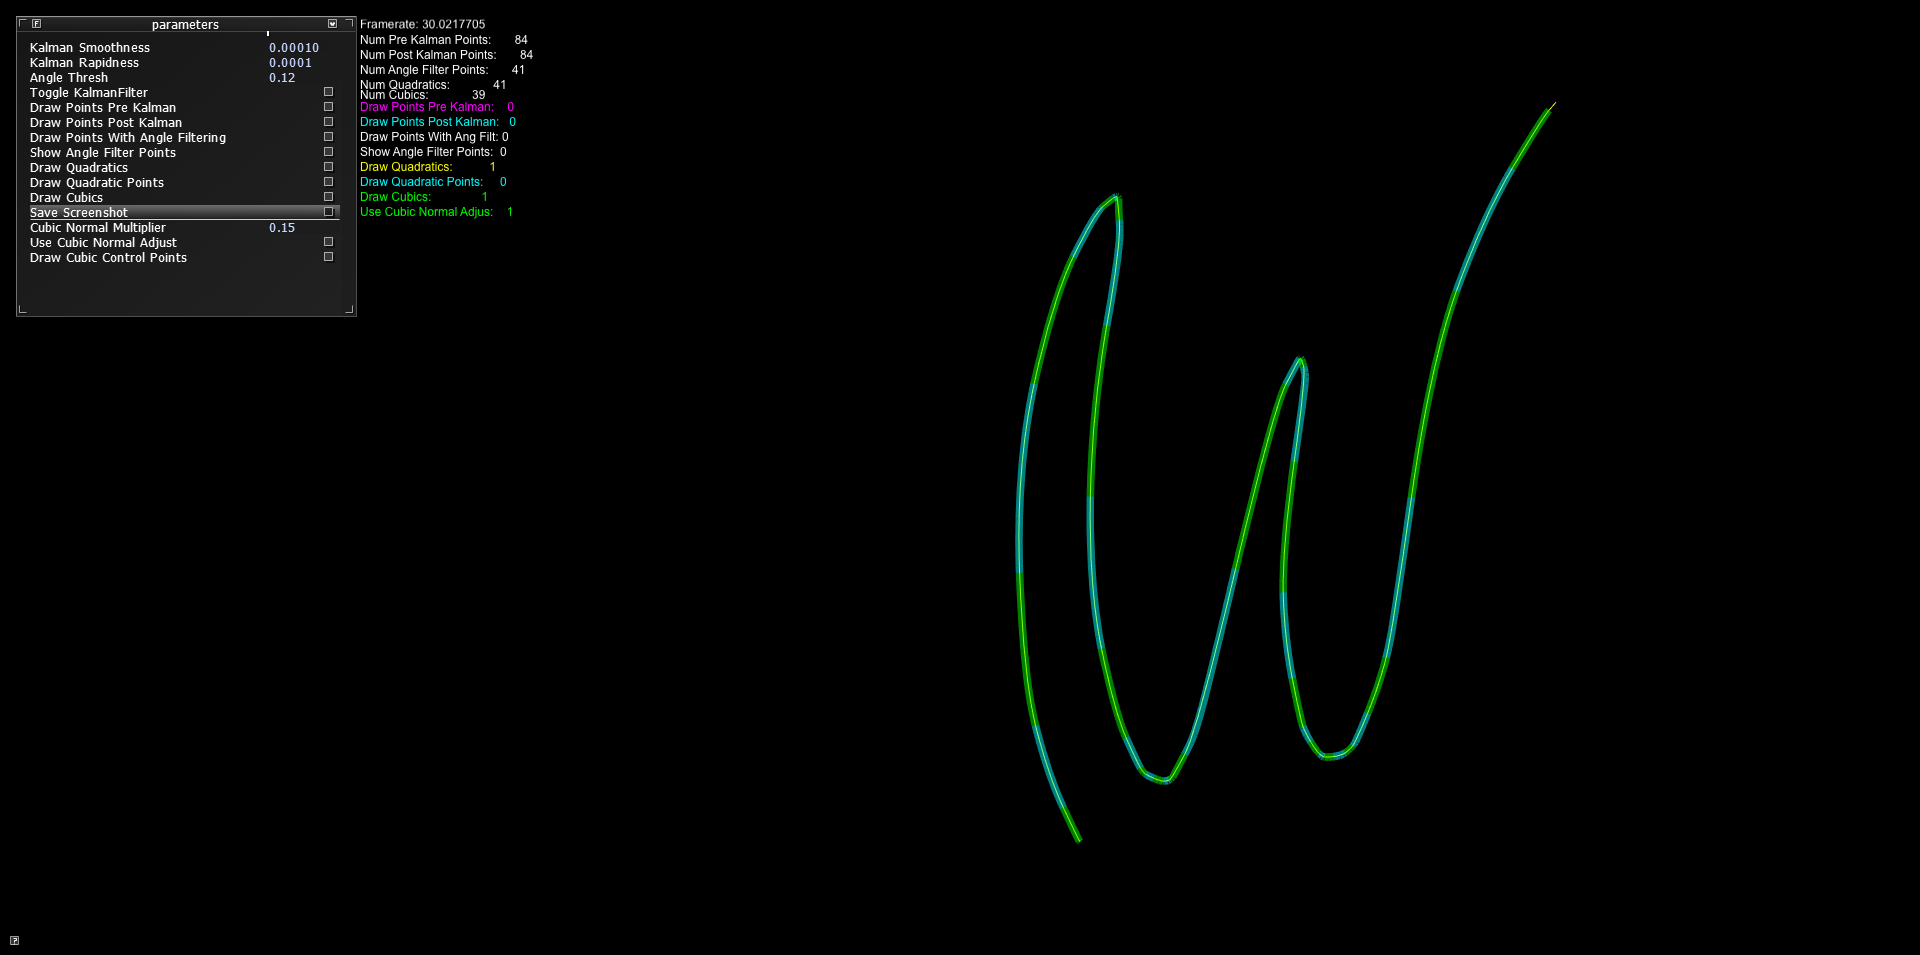 parameters
Kalman Smoothness 0.00010
Kalman Rapidness 0.0001
Angle Thresh 0.12
Toggle KalmanFilter
Draw Points Pre Kalman
Draw Points Post Kalman
Draw Points With Angle Filtering
Show Angle Filter Points
Draw Quadratics
Draw Quadratic Points
Draw Cubics
Save Screenshot
Cubic Normal Multiplier 0.15
Use Cubic Normal Adjust
Draw Cubic Control Points
Framerate: 30.0217705
Num Pre Kalman Points: 84
Num Post Kalman Points: 84
Num Angle Filter Points: 41
Num Quadratics: 41
Num Cubics: 39
Draw Points Pre Kalman: 0
Draw Points Post Kalman: 0
Draw Points With Ang Filt: 0
Show Angle Filter Points: 0
Draw Quadratics: 1
Draw Quadratic Points: 0
Draw Cubics: 1
Use Cubic Normal Adjus: 1